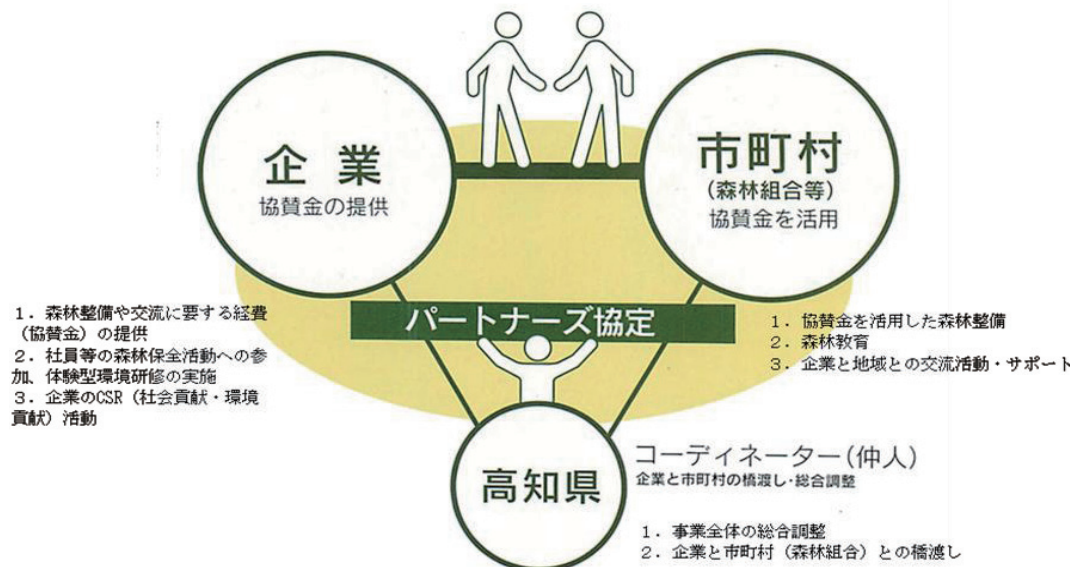 企業
協賛金の提供
市町村
(森林組合等)
協賛金を活用
1．森林整備や交流に要する経費
（協賛金）の提供
2．社員等の森林保全活動への参
加、体験型環境研修の実施
3．企業のCSR（社会貢献・環境
貢献）活動
パートナーズ協定
1．協賛金を活用した森林整備
2．森林教育
3．企業と地域との交流活動・サポート
高知県
コーディネーター(仲人)
企業と市町村の橋渡し・総合調整
1．事業全体の総合調整
2．企業と市町村（森林組合）との橋渡し